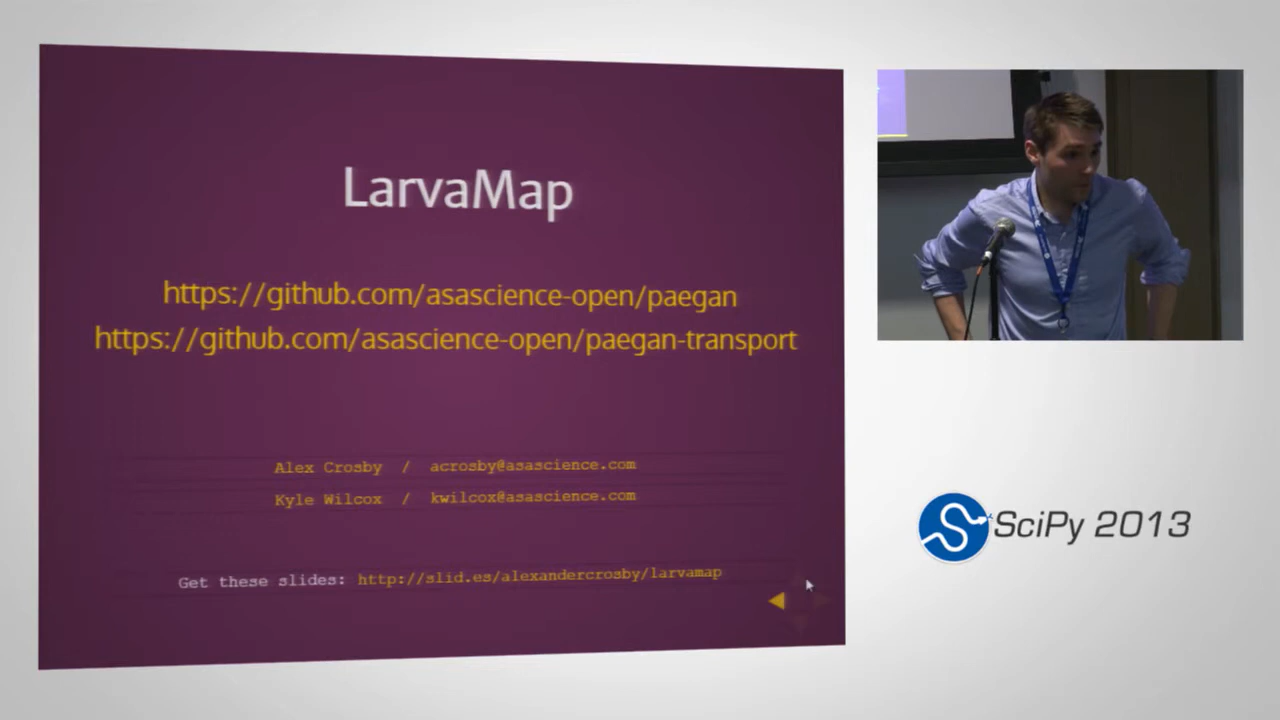 LarvaMap
https://github.com/asascience-open/paegan
https://github.com/asascience-open/paegan-transport
Alex Crosby / acrosby@asascience.com
Kyle Wilcox / kwilcox@asascience.com
Get these slides: http://slid.es/alexandercrosby/larvamap
SciPy 2013